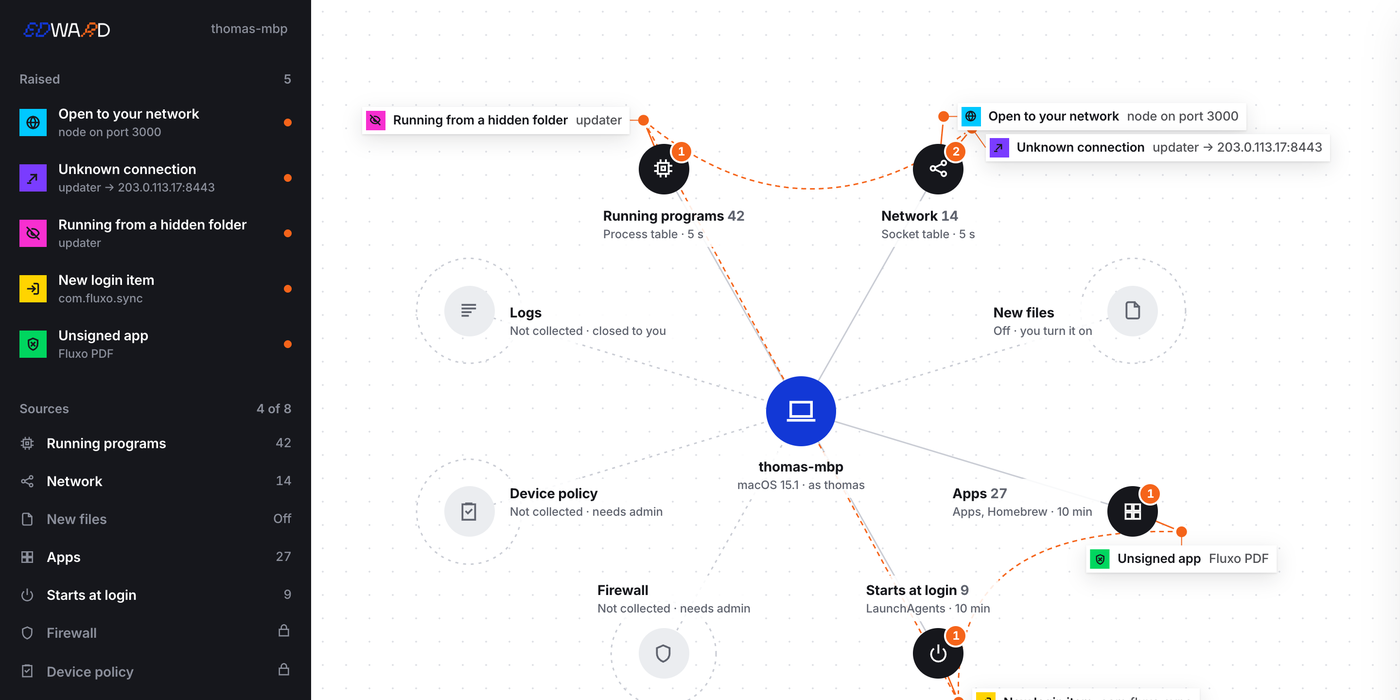 EDWARD
thomas-mbp
Raised 5
Open to your network
node on port 3000
Unknown connection
updater → 203.0.113.17:8443
Running from a hidden folder
updater
New login item
com.fluxo.sync
Unsigned app
Fluxo PDF
Sources 4 of 8
Running programs 42
Network 14
New files Off
Apps 27
Starts at login 9
Firewall
Device policy
Running from a hidden folder updater
Open to your network node on port 3000
Unknown connection updater → 203.0.113.17:8443
1
2
Running programs 42
Process table · 5 s
Network 14
Socket table · 5 s
Logs
Not collected · closed to you
New files
Off · you turn it on
thomas-mbp
macOS 15.1 · as thomas
Device policy
Not collected · needs admin
Apps 27
Apps, Homebrew · 10 min
1
Unsigned app Fluxo PDF
Firewall
Not collected · needs admin
Starts at login 9
LaunchAgents · 10 min
1